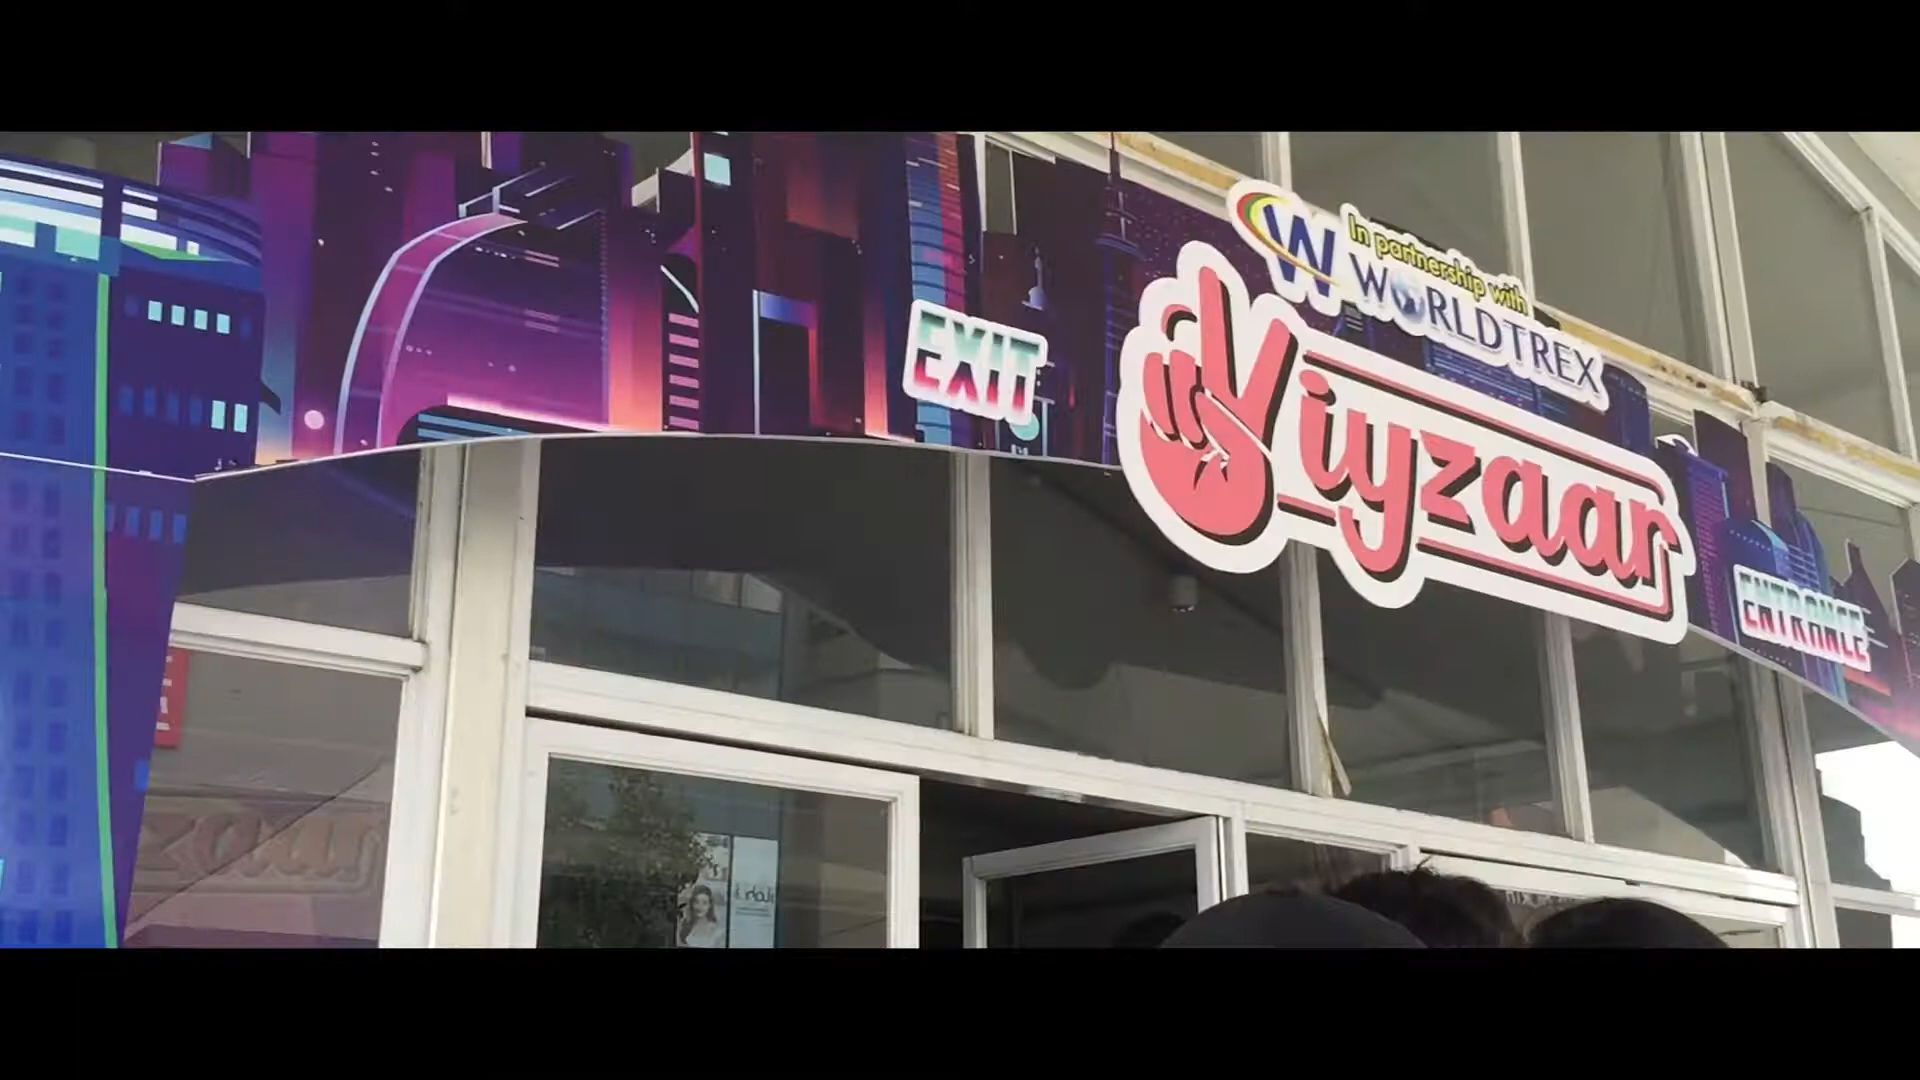 In partnership with
WORLDTREX
EXIT
Viyzaar
ENTRANCE